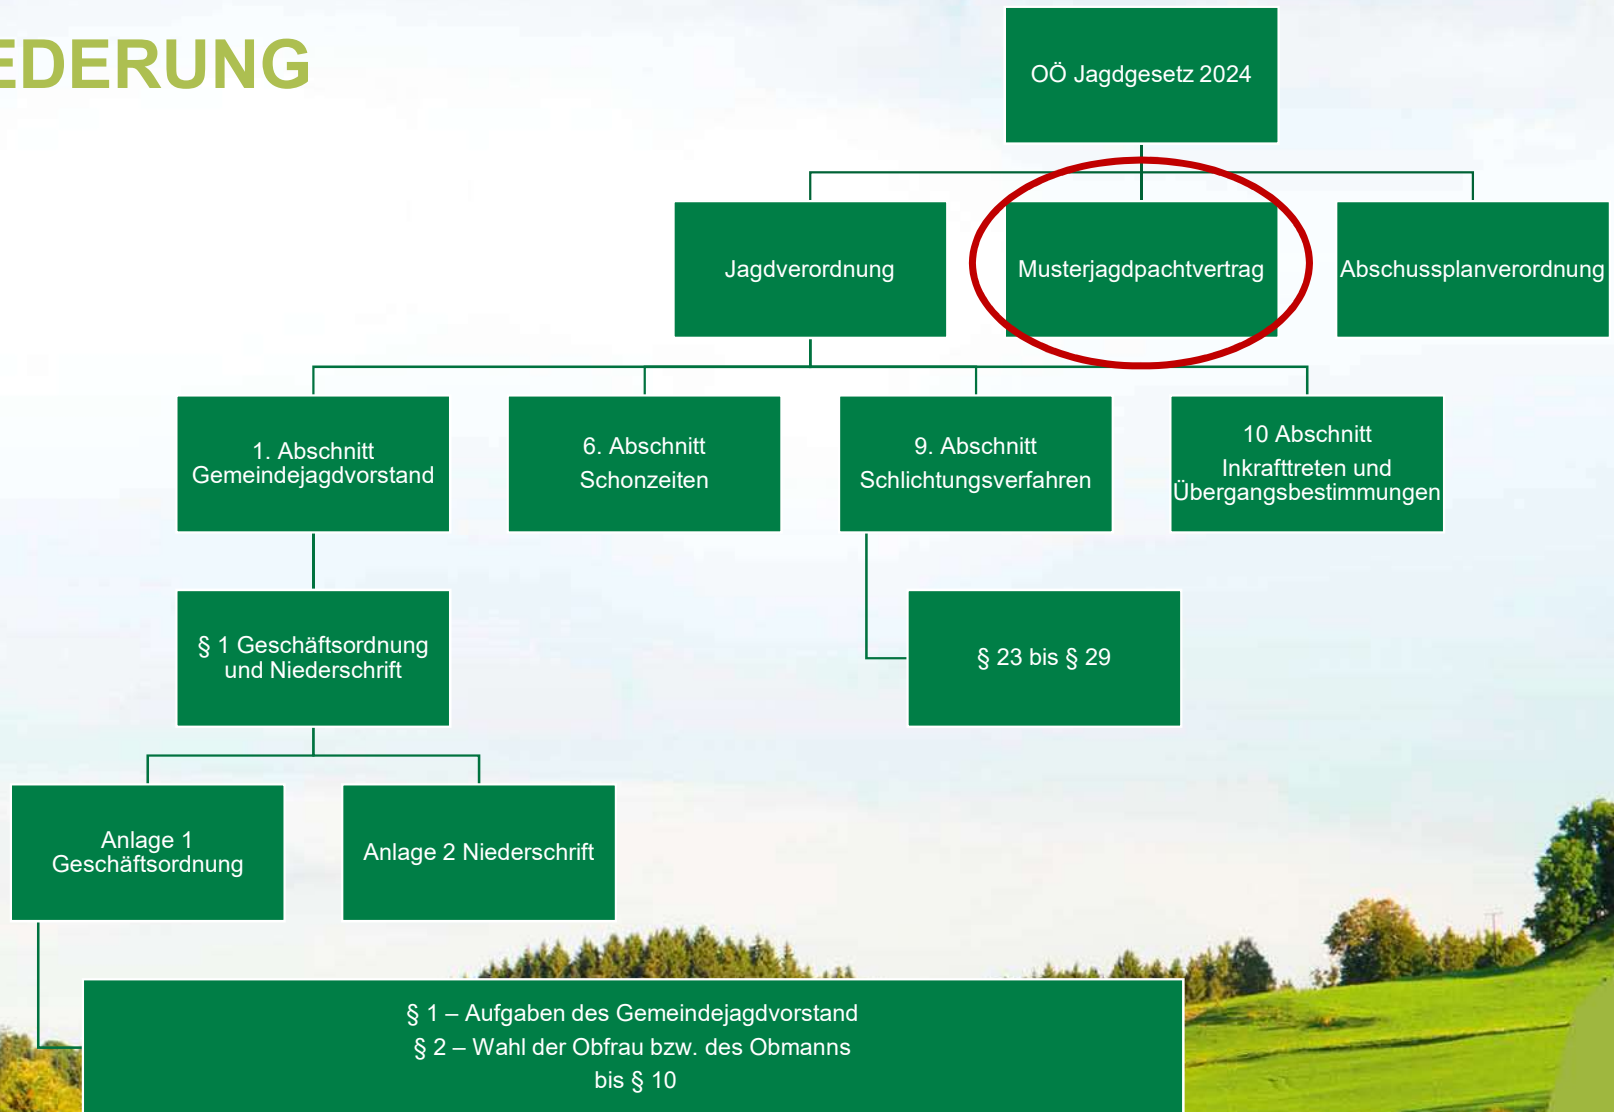 EDERUNG
OÖ Jagdgesetz 2024
Jagdverordnung
Musterjagdpachtvertrag
Abschussplanverordnung
1. Abschnitt
Gemeindejagdvorstand
6. Abschnitt
Schonzeiten
9. Abschnitt
Schlichtungsverfahren
10 Abschnitt
Inkrafttreten und
Übergangsbestimmungen
§ 1 Geschäftsordnung
und Niederschrift
§ 23 bis § 29
Anlage 1
Geschäftsordnung
Anlage 2 Niederschrift
§ 1 – Aufgaben des Gemeindejagdvorstand
§ 2 – Wahl der Obfrau bzw. des Obmanns
bis § 10